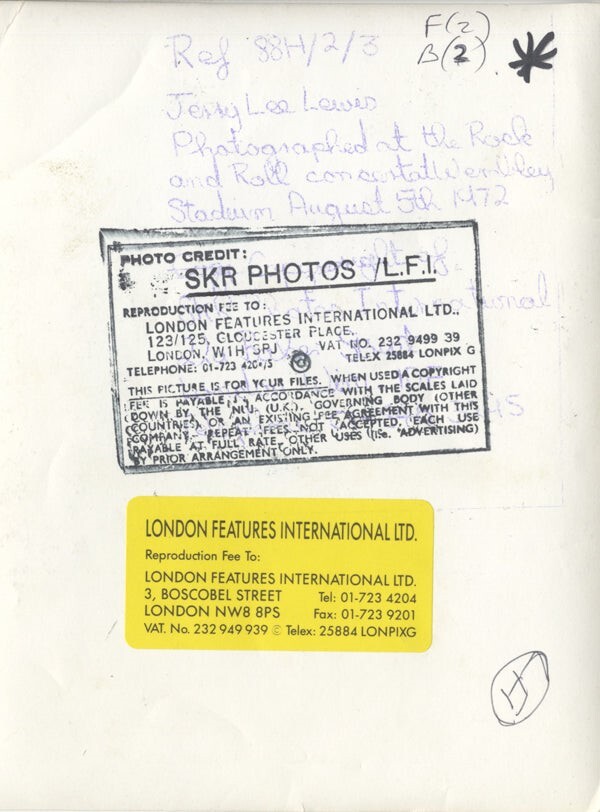 F(2)
B(2)
Ref 88H/2/3
Jerry Lee Lewis
Photographed at the Rock
and Roll concert at Wembley
Stadium August 5th 1972
PHOTO CREDIT:
SKR PHOTOS /L.F.I.
REPRODUCTION FEE TO:
LONDON FEATURES INTERNATIONAL LTD.,
123/125, GLOUCESTER PLACE,
LONDON, W1H 3PJ VAT NO. 232 9499 39
TELEPHONE: 01-723 4204/5 TELEX 25884 LONPIX G
THIS PICTURE IS FOR YOUR FILES. WHEN USED A COPYRIGHT
FEE IS PAYABLE IN ACCORDANCE WITH THE SCALES LAID
DOWN BY THE NUJ (U.K.), GOVERNING BODY (OTHER
COUNTRIES) OR AN EXISTING FEE AGREEMENT WITH THIS
COMPANY. REPEAT FEES NOT ACCEPTED. EACH USE
PAYABLE AT FULL RATE. OTHER USES (i.e. ADVERTISING)
BY PRIOR ARRANGEMENT ONLY.
International
LONDON FEATURES INTERNATIONAL LTD.
Reproduction Fee To:
LONDON FEATURES INTERNATIONAL LTD.
3, BOSCOBEL STREET Tel: 01-723 4204
LONDON NW8 8PS Fax: 01-723 9201
VAT. No. 232 949 939 © Telex: 25884 LONPIXG
H